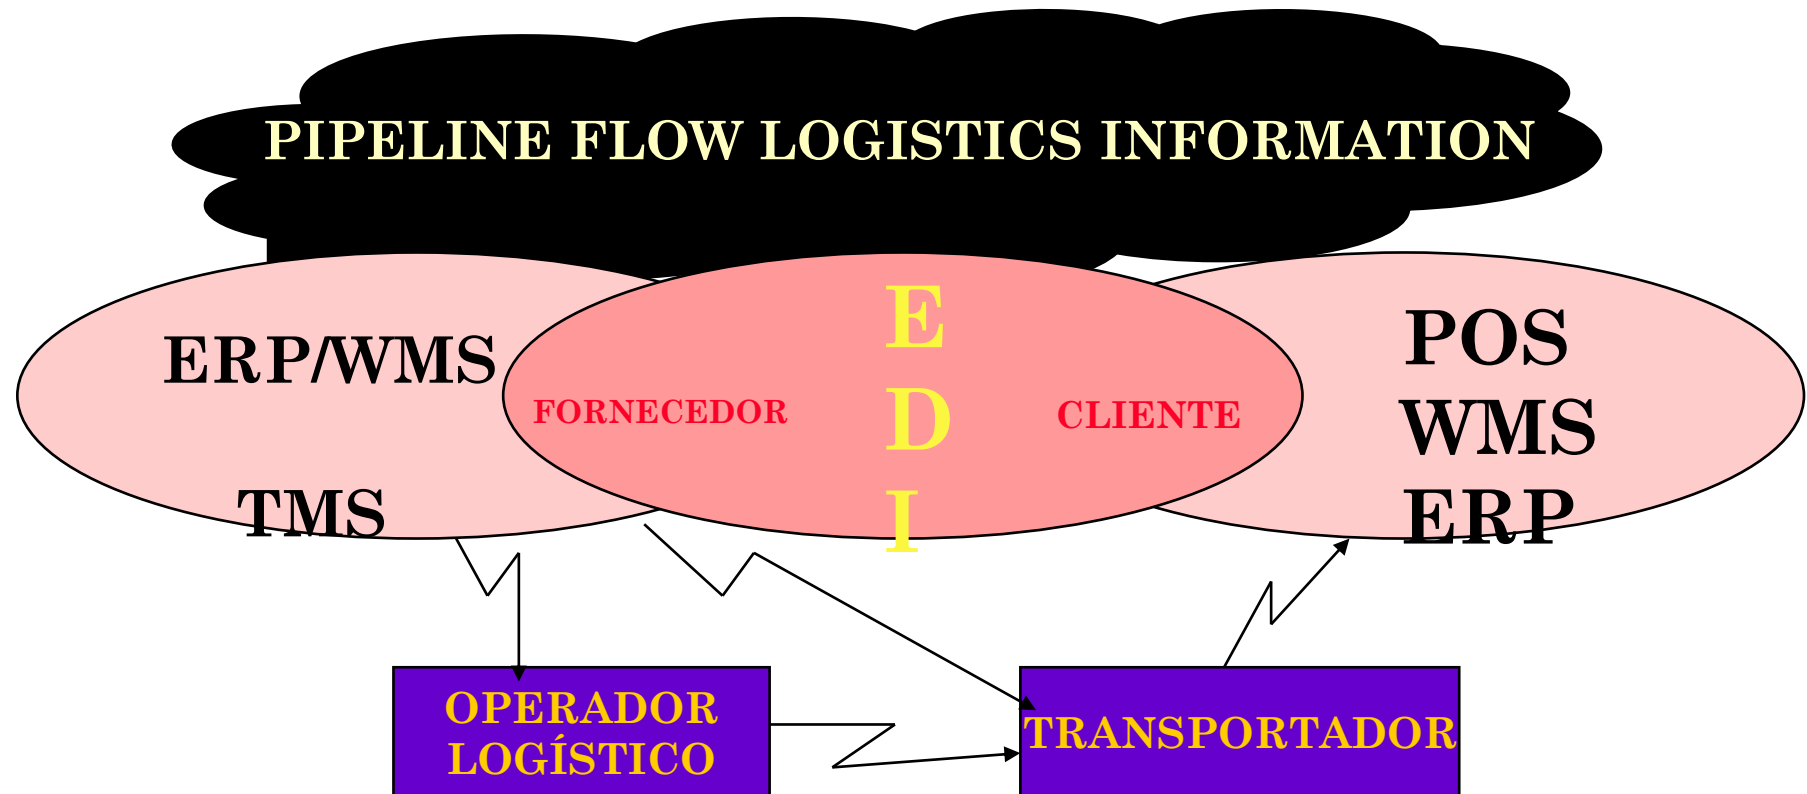 PIPELINE FLOW LOGISTICS INFORMATION
ERP/WMS
TMS
FORNECEDOR
E
D
I
CLIENTE
POS
WMS
ERP
OPERADOR
LOGÍSTICO
TRANSPORTADOR